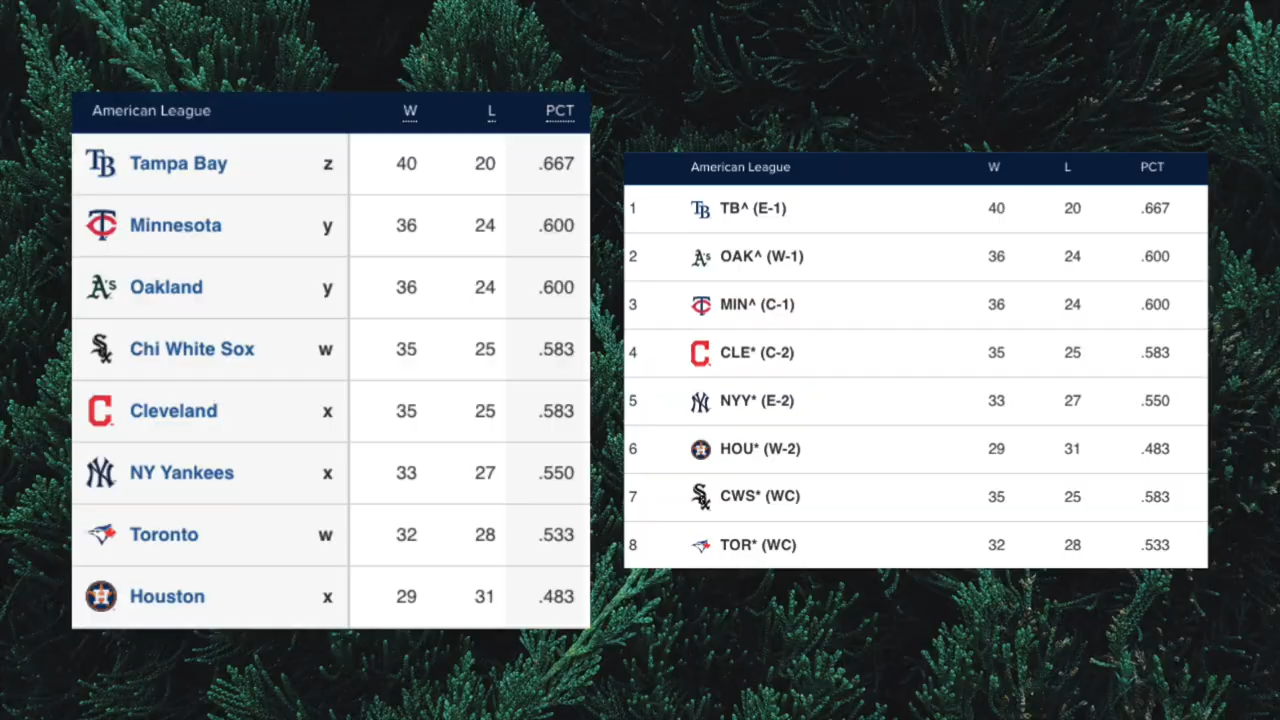 American League W L PCT
Tampa Bay z 40 20 .667
Minnesota y 36 24 .600
Oakland y 36 24 .600
Chi White Sox w 35 25 .583
Cleveland x 35 25 .583
NY Yankees x 33 27 .550
Toronto w 32 28 .533
Houston x 29 31 .483
American League W L PCT
1 TB^ (E-1) 40 20 .667
2 OAK^ (W-1) 36 24 .600
3 MIN^ (C-1) 36 24 .600
4 CLE* (C-2) 35 25 .583
5 NYY* (E-2) 33 27 .550
6 HOU* (W-2) 29 31 .483
7 CWS* (WC) 35 25 .583
8 TOR* (WC) 32 28 .533